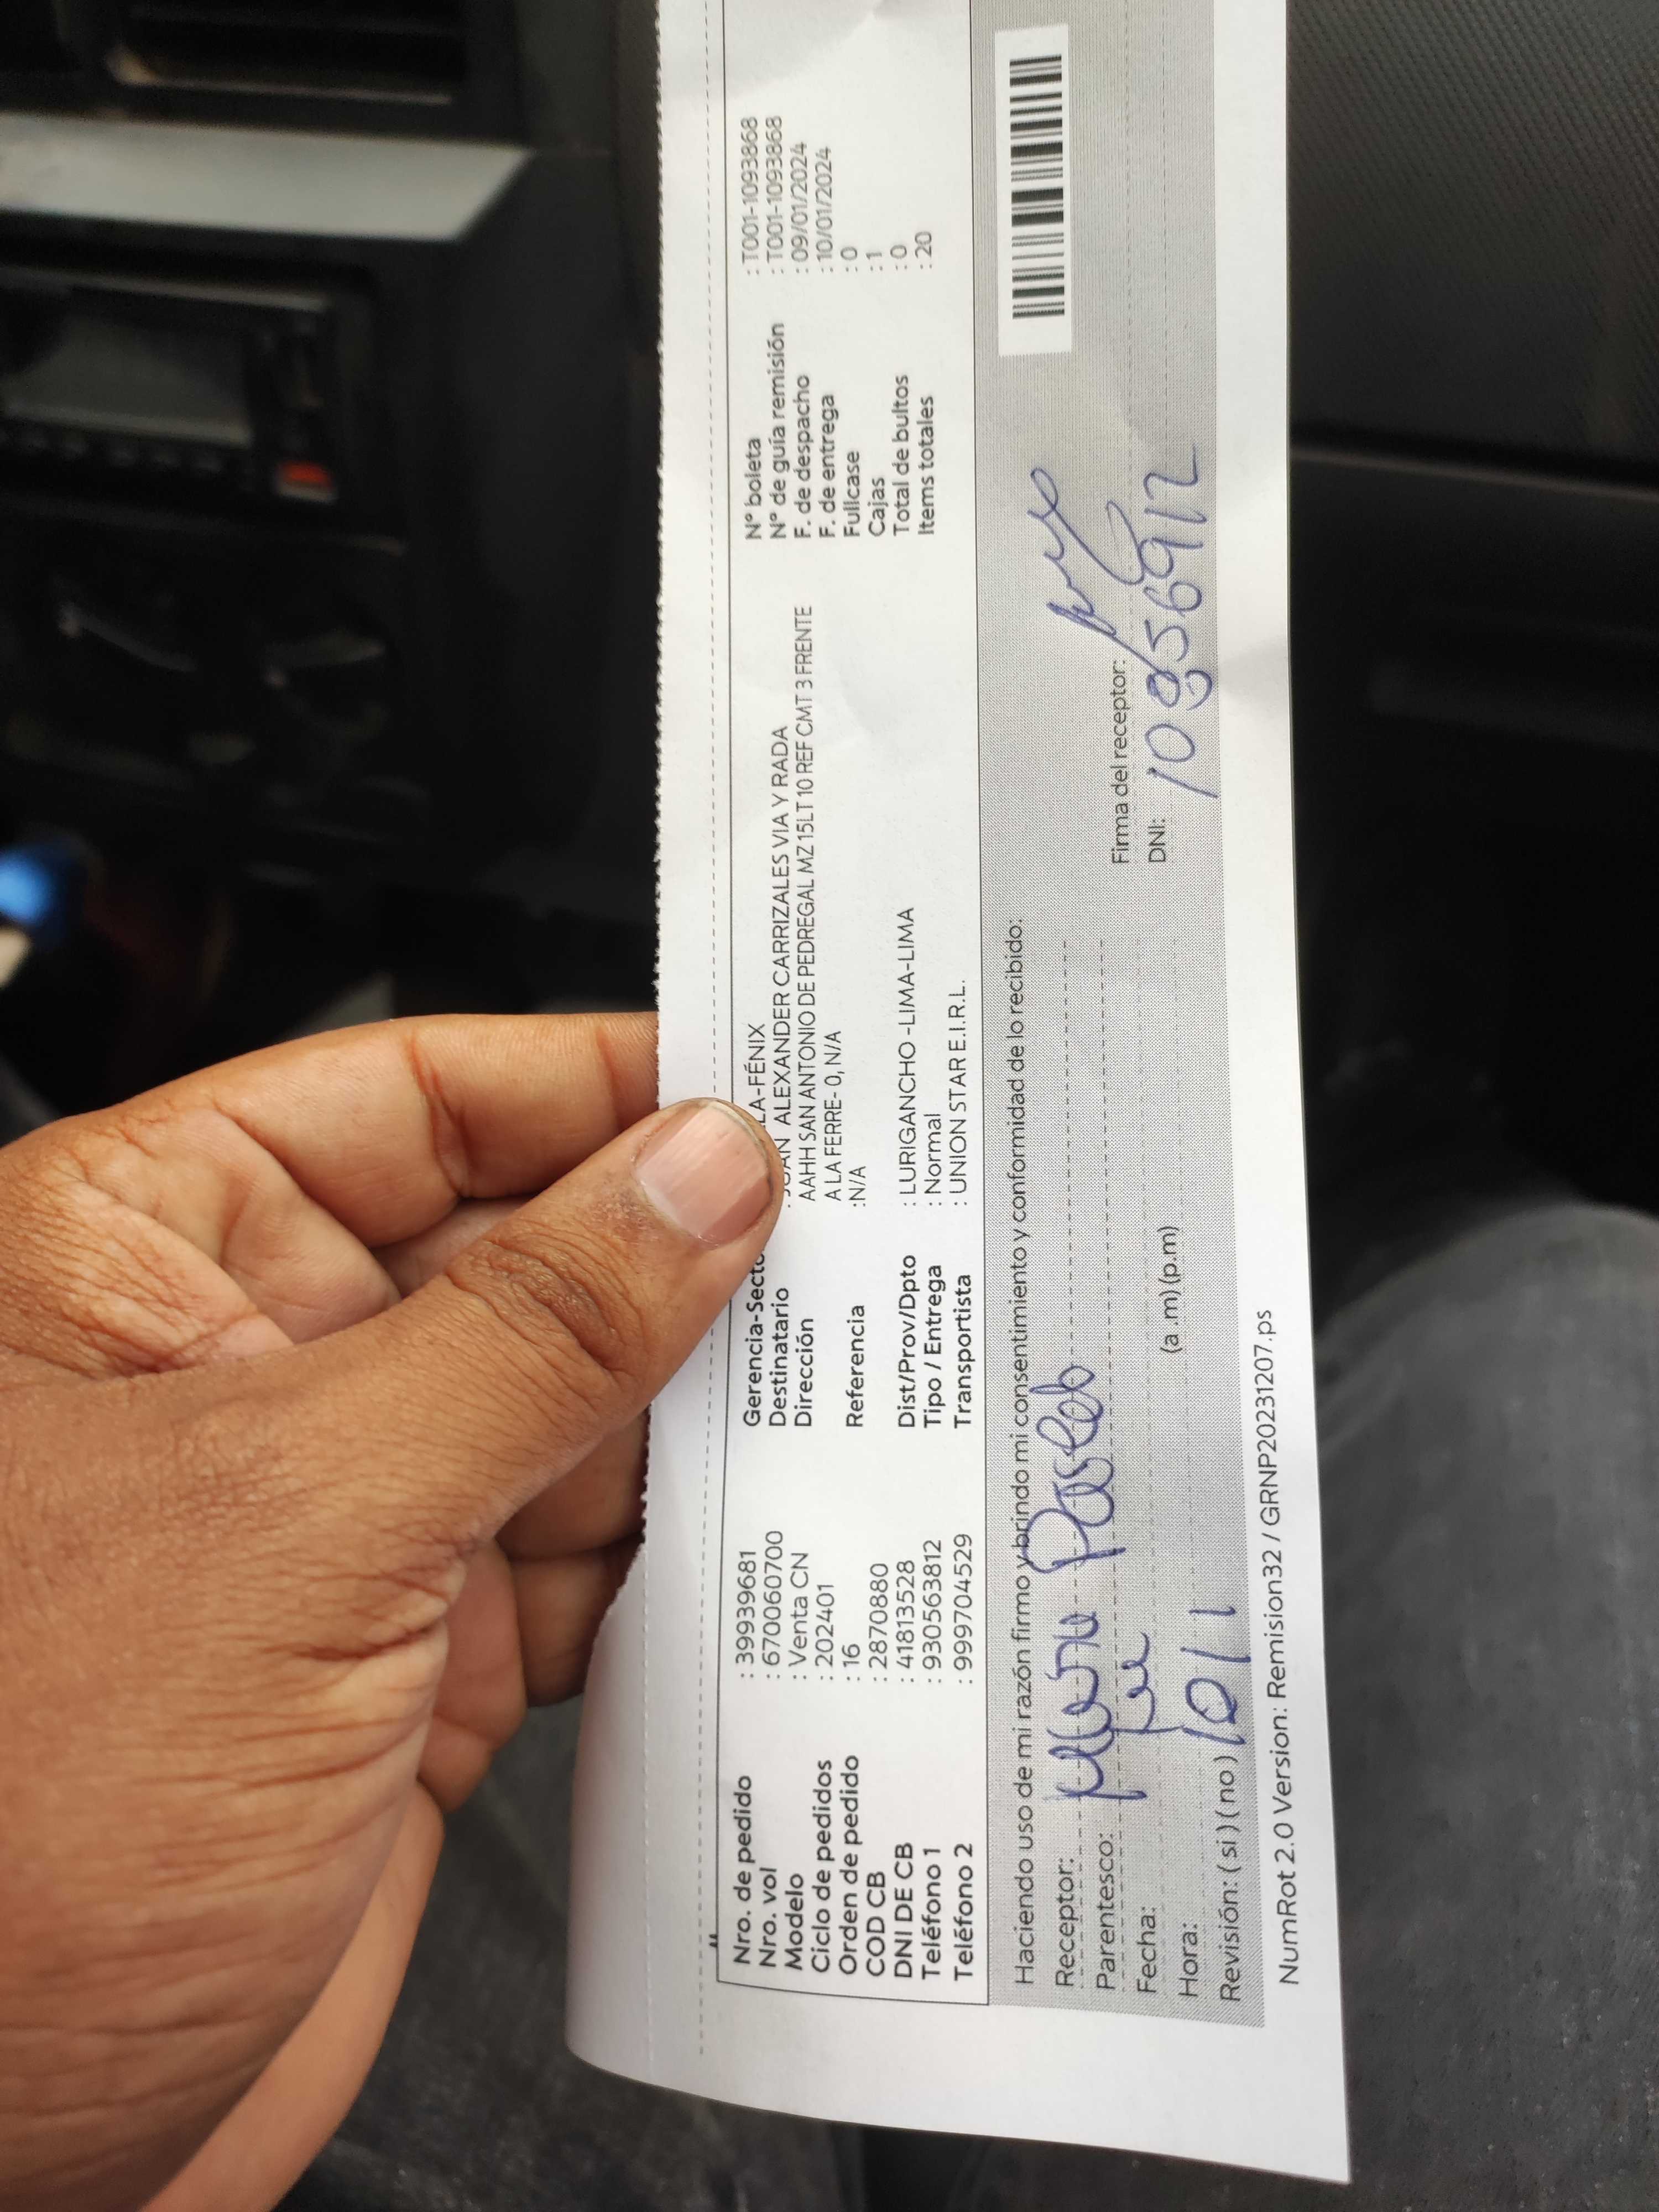 Nro. de pedido : 39939681
Nro. vol : 6700607​00
Modelo : Venta CN
Ciclo de pedidos : 202401
Orden de pedido : 16
COD CB : 2870880
DNI DE CB : 41813528
Teléfono 1 : 930563812
Teléfono 2 : 999704529
Gerencia-Secto LA-FÉNIX
Destinatario : JUAN ALEXANDER CARRIZALES VIA Y RADA
Dirección AAHH SAN ANTONIO DE PEDREGAL MZ 15LT 10 REF CMT 3 FRENTE
A LA FERRE- 0, N/A
Referencia :N/A
Dist/Prov/Dpto : LURIGANCHO -LIMA-LIMA
Tipo / Entrega : Normal
Transportista : UNION STAR E.I.R.L.
N° boleta : T001-1093868
N° de guía remisión : T001-1093868
F. de despacho : 09/01/2024
F. de entrega : 10/01/2024
Fullcase : 0
Cajas : 1
Total de bultos : 0
Items totales : 20
Haciendo uso de mi razón firmo y brindo mi consentimiento y conformidad de lo recibido:
Receptor:
Parentesco:
Fecha:
Hora: 10/1 (a .m) (p.m)
Revisión: ( si ) ( no )
Firma del receptor:
DNI:
NumRot 2.0 Version: Remision32 / GRNP20231207.ps